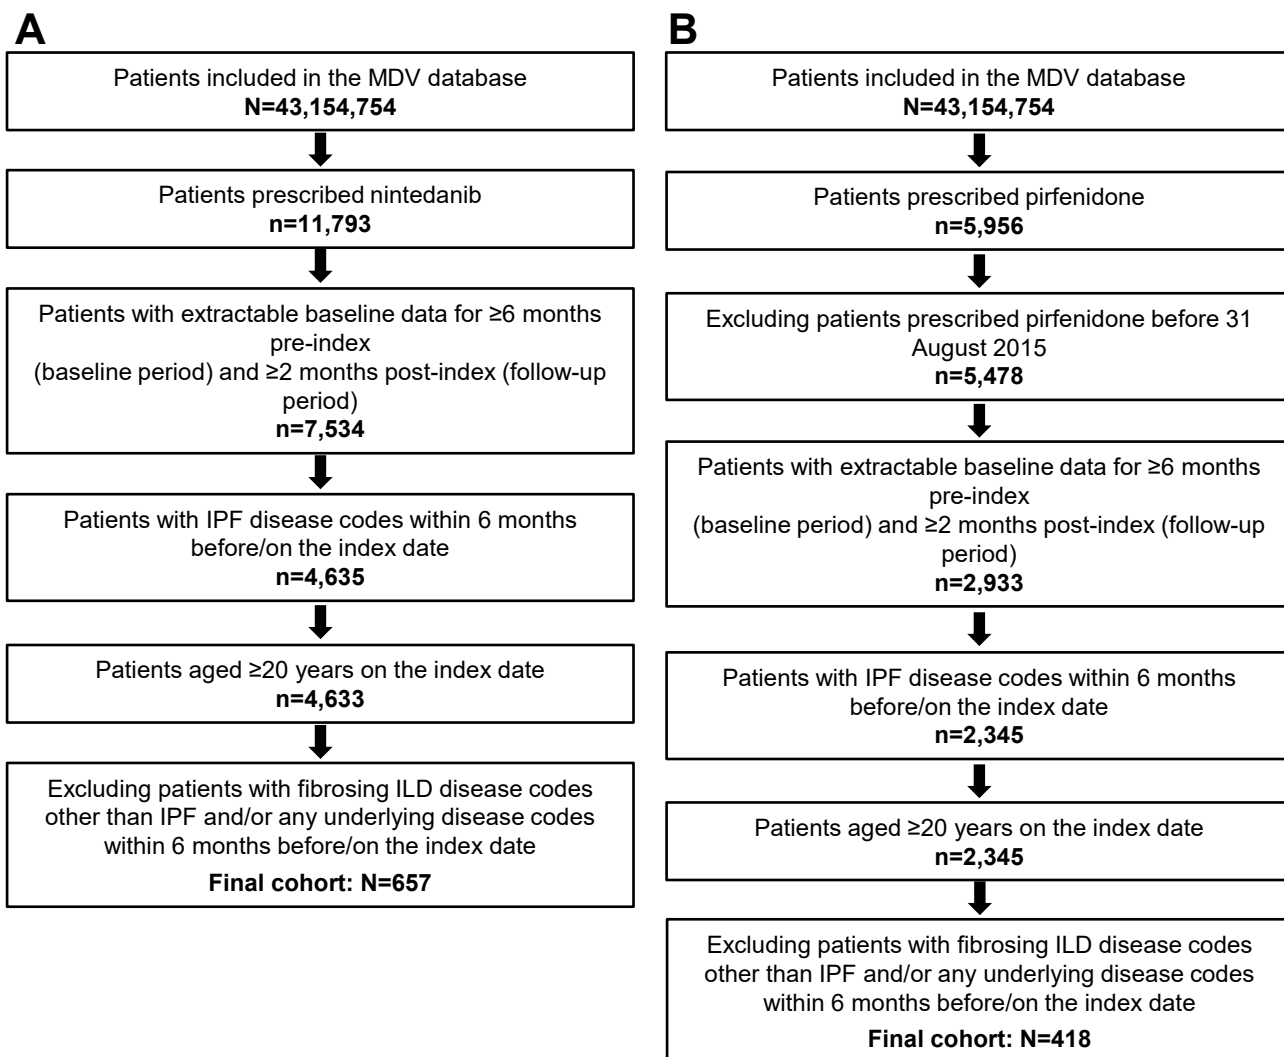 A
Patients included in the MDV database
N=43,154,754
Patients prescribed nintedanib
n=11,793
Patients with extractable baseline data for ≥6 months
pre-index
(baseline period) and ≥2 months post-index (follow-up
period)
n=7,534
Patients with IPF disease codes within 6 months
before/on the index date
n=4,635
Patients aged ≥20 years on the index date
n=4,633
Excluding patients with fibrosing ILD disease codes
other than IPF and/or any underlying disease codes
within 6 months before/on the index date
Final cohort: N=657
B
Patients included in the MDV database
N=43,154,754
Patients prescribed pirfenidone
n=5,956
Excluding patients prescribed pirfenidone before 31
August 2015
n=5,478
Patients with extractable baseline data for ≥6 months
pre-index
(baseline period) and ≥2 months post-index (follow-up
period)
n=2,933
Patients with IPF disease codes within 6 months
before/on the index date
n=2,345
Patients aged ≥20 years on the index date
n=2,345
Excluding patients with fibrosing ILD disease codes
other than IPF and/or any underlying disease codes
within 6 months before/on the index date
Final cohort: N=418